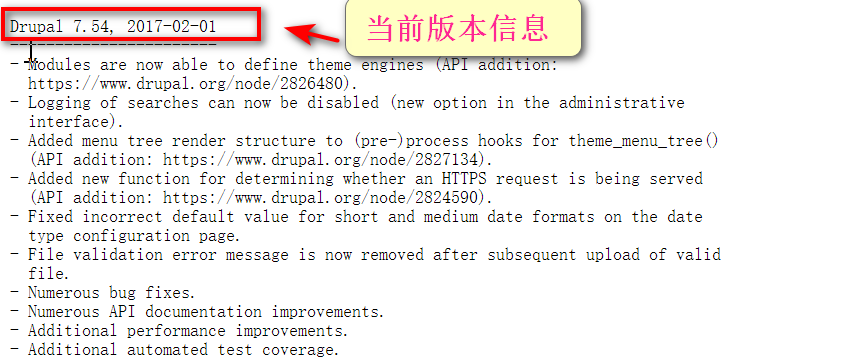 Drupal 7.54, 2017-02-01
当前版本信息
-----------------------
- Modules are now able to define theme engines (API addition:
https://www.drupal.org/node/2826480).
- Logging of searches can now be disabled (new option in the administrative
interface).
- Added menu tree render structure to (pre-)process hooks for theme_menu_tree()
(API addition: https://www.drupal.org/node/2827134).
- Added new function for determining whether an HTTPS request is being served
(API addition: https://www.drupal.org/node/2824590).
- Fixed incorrect default value for short and medium date formats on the date
type configuration page.
- File validation error message is now removed after subsequent upload of valid
file.
- Numerous bug fixes.
- Numerous API documentation improvements.
- Additional performance improvements.
- Additional automated test coverage.